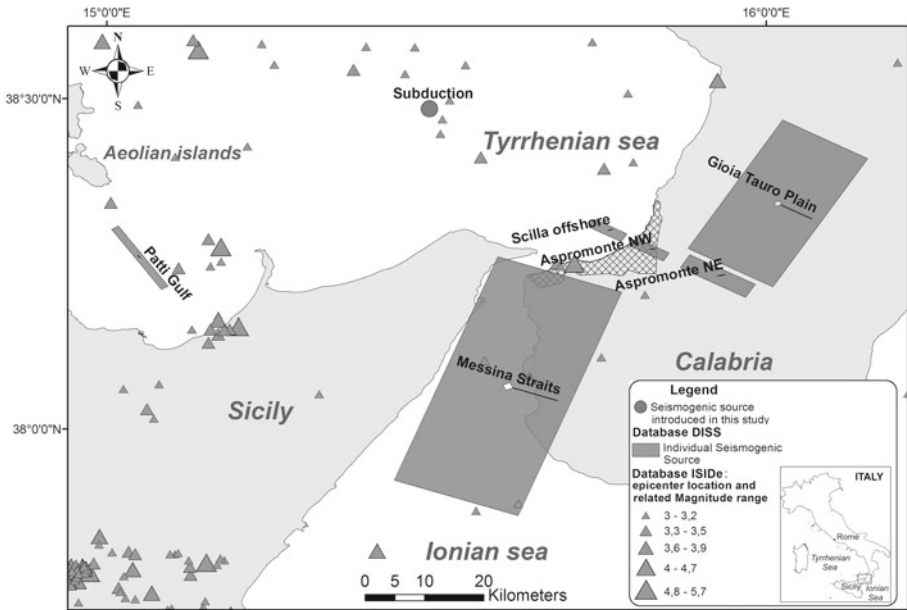 15°0'0"E
16°0'0"E
N
W E
S
38°30'0"N
38°0'0"N
Subduction
Tyrrhenian sea
Aeolian islands
Gioia Tauro Plain
Scilla offshore
Aspromonte NW
Aspromonte NE
Patti Gulf
Messina Straits
Calabria
Sicily
Ionian sea
0 5 10 20
Kilometers
Legend
Seismogenic source
introduced in this study
Database DISS
Individual Seismogenic
Source
Database ISIDe:
epicenter location and
related Magnitude range
3 - 3,2
3,3 - 3,5
3,6 - 3,9
4 - 4,7
4,8 - 5,7
ITALY
Rome
Tyrrhenian
Sea
Sicily
Ionian
Sea